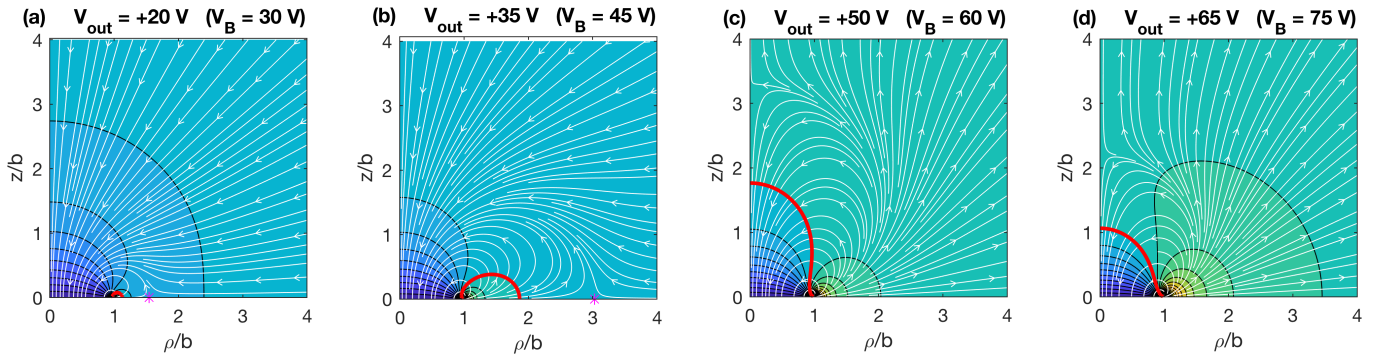 (a) V_out = +20 V (V_B = 30 V)
4
3
2
1
0
z/b
0 1 2 3 4
ρ/b
(b) V_out = +35 V (V_B = 45 V)
4
3
2
1
0
z/b
0 1 2 3 4
ρ/b
(c) V_out = +50 V (V_B = 60 V)
4
3
2
1
0
z/b
0 1 2 3 4
ρ/b
(d) V_out = +65 V (V_B = 75 V)
4
3
2
1
0
z/b
0 1 2 3 4
ρ/b